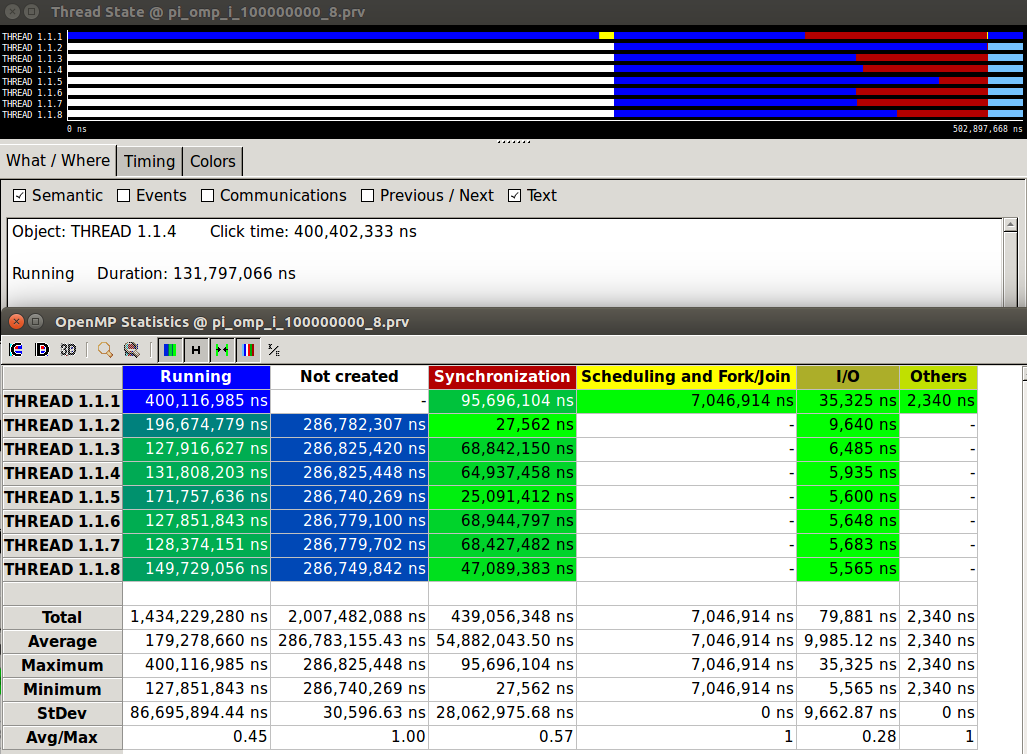 Thread State @ pi_omp_i_100000000_8.prv
THREAD 1.1.1
THREAD 1.1.2
THREAD 1.1.3
THREAD 1.1.4
THREAD 1.1.5
THREAD 1.1.6
THREAD 1.1.7
THREAD 1.1.8
0 ns 502,897,668 ns
What / Where Timing Colors
Semantic Events Communications Previous / Next Text
Object: THREAD 1.1.4 Click time: 400,402,333 ns
Running Duration: 131,797,066 ns
OpenMP Statistics @ pi_omp_i_100000000_8.prv
3D H Σ/E
Running Not created Synchronization Scheduling and Fork/Join I/O Others
THREAD 1.1.1 400,116,985 ns - 95,696,104 ns 7,046,914 ns 35,325 ns 2,340 ns
THREAD 1.1.2 196,674,779 ns 286,782,307 ns 27,562 ns - 9,640 ns -
THREAD 1.1.3 127,916,627 ns 286,825,420 ns 68,842,150 ns - 6,485 ns -
THREAD 1.1.4 131,808,203 ns 286,825,448 ns 64,937,458 ns - 5,935 ns -
THREAD 1.1.5 171,757,636 ns 286,740,269 ns 25,091,412 ns - 5,600 ns -
THREAD 1.1.6 127,851,843 ns 286,779,100 ns 68,944,797 ns - 5,648 ns -
THREAD 1.1.7 128,374,151 ns 286,779,702 ns 68,427,482 ns - 5,683 ns -
THREAD 1.1.8 149,729,056 ns 286,749,842 ns 47,089,383 ns - 5,565 ns -
Total 1,434,229,280 ns 2,007,482,088 ns 439,056,348 ns 7,046,914 ns 79,881 ns 2,340 ns
Average 179,278,660 ns 286,783,155.43 ns 54,882,043.50 ns 7,046,914 ns 9,985.12 ns 2,340 ns
Maximum 400,116,985 ns 286,825,448 ns 95,696,104 ns 7,046,914 ns 35,325 ns 2,340 ns
Minimum 127,851,843 ns 286,740,269 ns 27,562 ns 7,046,914 ns 5,565 ns 2,340 ns
StDev 86,695,894.44 ns 30,596.63 ns 28,062,975.68 ns 0 ns 9,662.87 ns 0 ns
Avg/Max 0.45 1.00 0.57 1 0.28 1